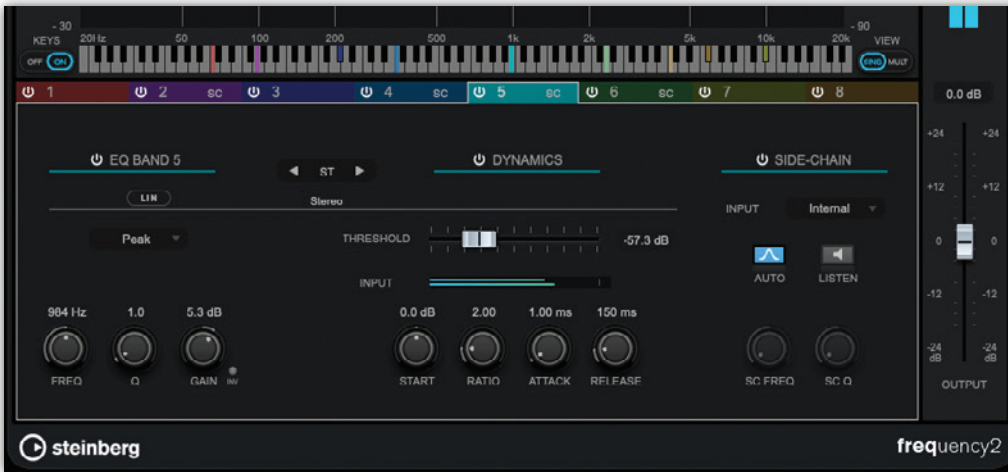 - 30 - 90
KEYS 20Hz 50 100 200 500 1k 2k 5k 10k 20k VIEW
OFF ON SING MULT
1 2 SC 3 4 SC 5 SC 6 SC 7 8 0.0 dB
+24 +24
EQ BAND 5 ST DYNAMICS SIDE-CHAIN
LIN Stereo +12 +12
INPUT Internal
Peak THRESHOLD -57.3 dB 0 0
AUTO LISTEN
INPUT
-12 -12
984 Hz 1.0 5.3 dB 0.0 dB 2.00 1.00 ms 150 ms
-24 -24
dB dB
FREQ Q GAIN INV START RATIO ATTACK RELEASE SC FREQ SC Q OUTPUT
steinberg frequency2